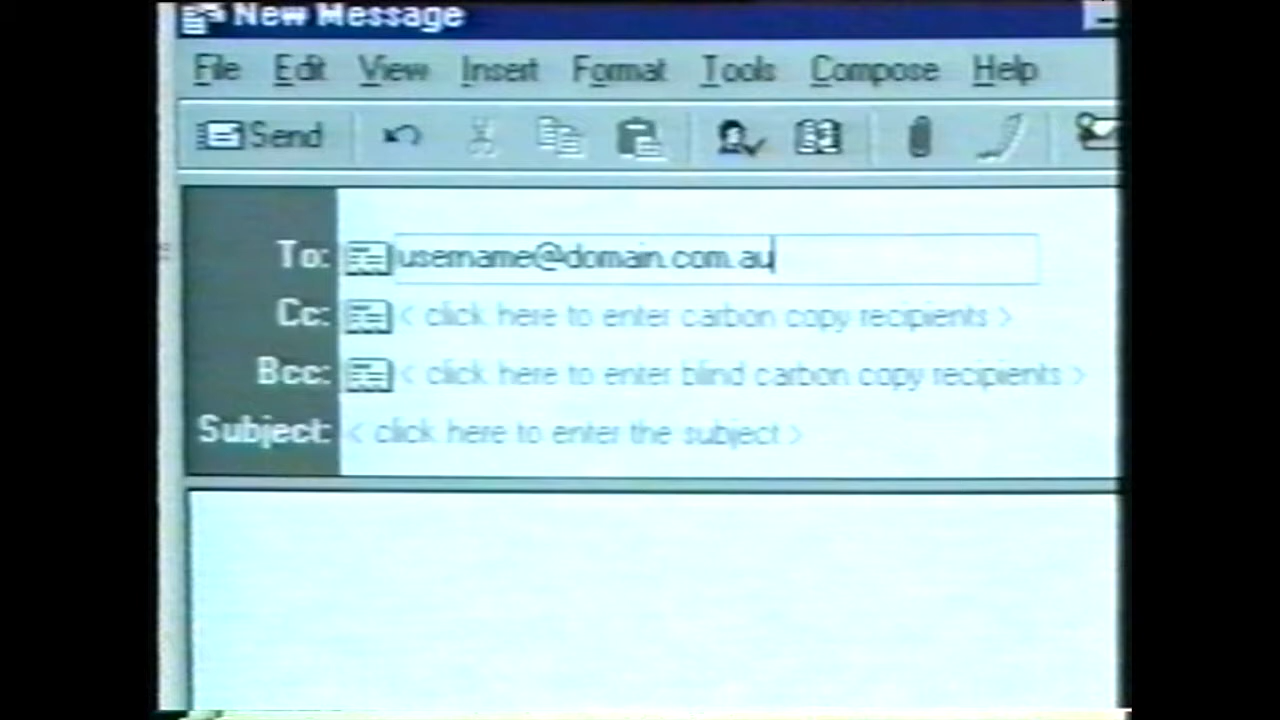 New Message
File Edit View Insert Format Tools Compose Help
Send
To: username@domain.com.au
Cc: < click here to enter carbon copy recipients >
Bcc: < click here to enter blind carbon copy recipients >
Subject: < click here to enter the subject >